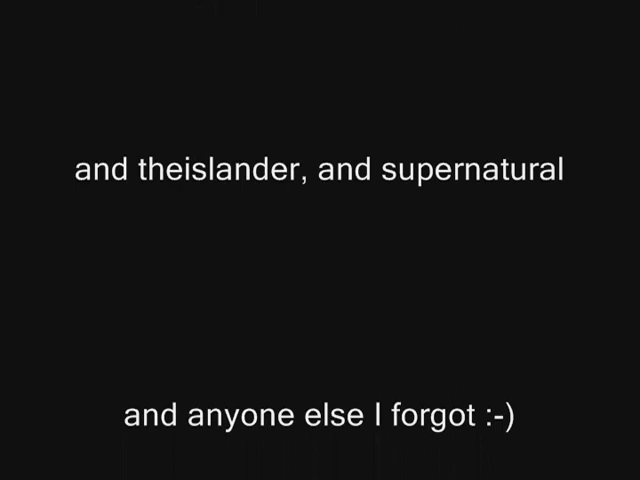 and theislander, and supernatural
and anyone else I forgot :-)